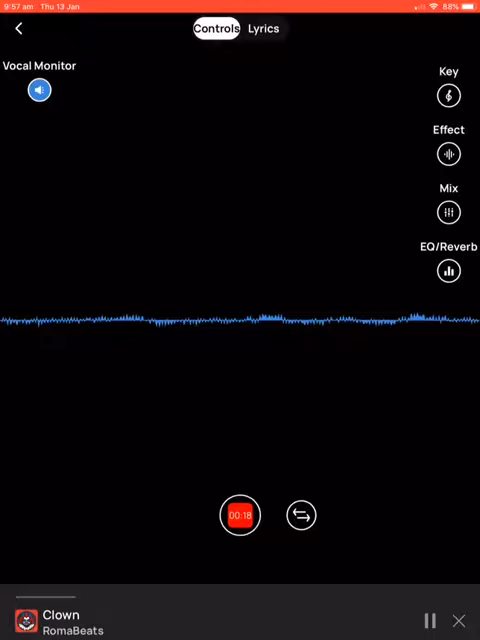 9:57 am Thu 13 Jan 88%
Controls Lyrics
Vocal Monitor
Key
Effect
Mix
EQ/Reverb
00:18
Clown
RomaBeats